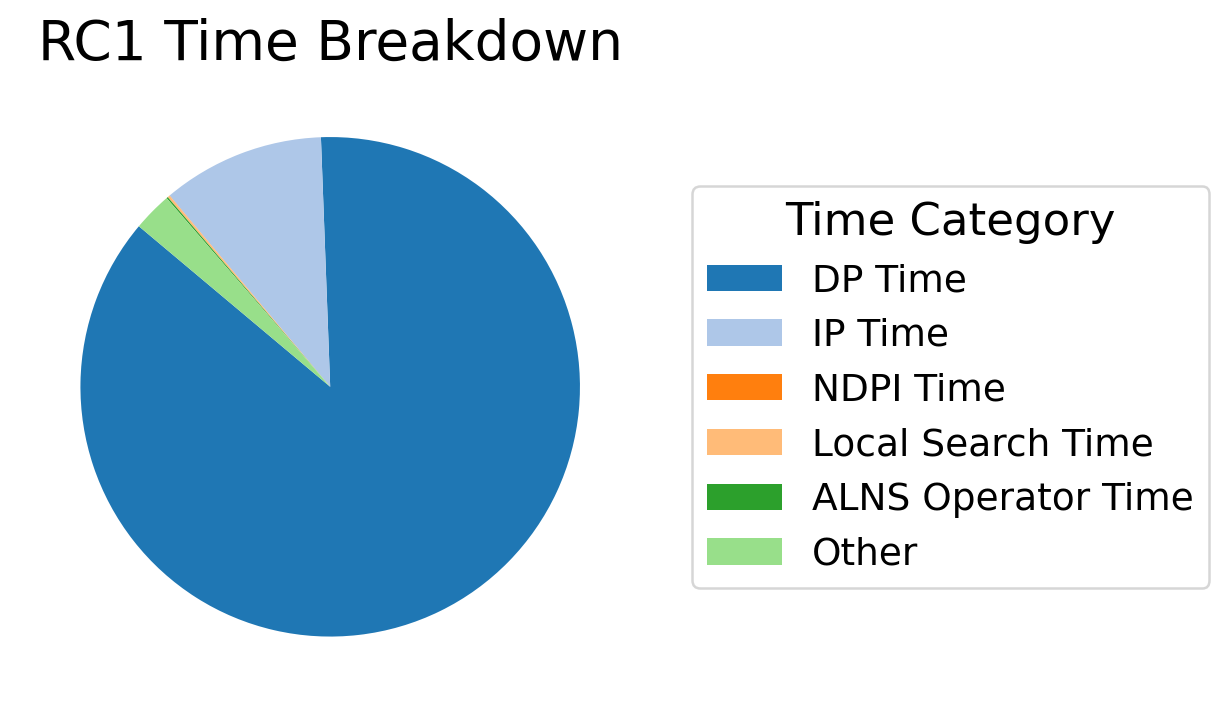 RC1 Time Breakdown
Time Category
DP Time
IP Time
NDPI Time
Local Search Time
ALNS Operator Time
Other